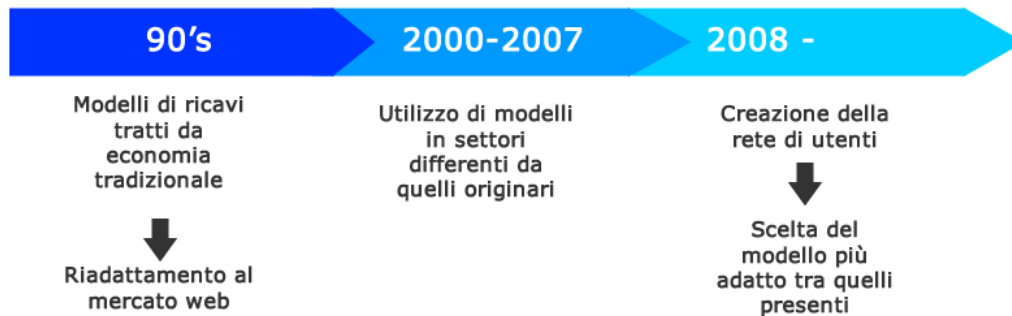 90's
2000-2007
2008 -
Modelli di ricavi
tratti da
economia
tradizionale
Riadattamento al
mercato web
Utilizzo di modelli
in settori
differenti da
quelli originari
Creazione della
rete di utenti
Scelta del
modello più
adatto tra quelli
presenti